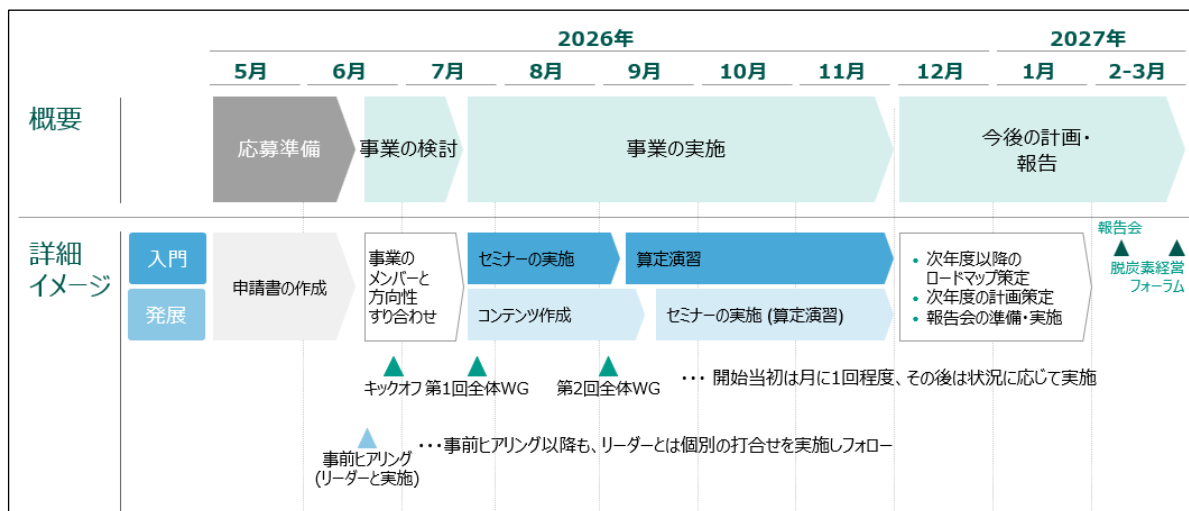 2026年
2027年
5月
6月
7月
8月
9月
10月
11月
12月
1月
2-3月
概要
応募準備
事業の検討
事業の実施
今後の計画・
報告
詳細
イメージ
入門
発展
申請書の作成
事業の
メンバーと
方向性
すり合わせ
セミナーの実施
算定演習
コンテンツ作成
セミナーの実施 (算定演習)
• 次年度以降の
ロードマップ策定
• 次年度の計画策定
• 報告会の準備・実施
報告会
脱炭素経営
フォーラム
キックオフ
第1回全体WG
第2回全体WG
・・・ 開始当初は月に1回程度、その後は状況に応じて実施
事前ヒアリング
(リーダーと実施)
・・・事前ヒアリング以降も、リーダーとは個別の打合せを実施しフォロー